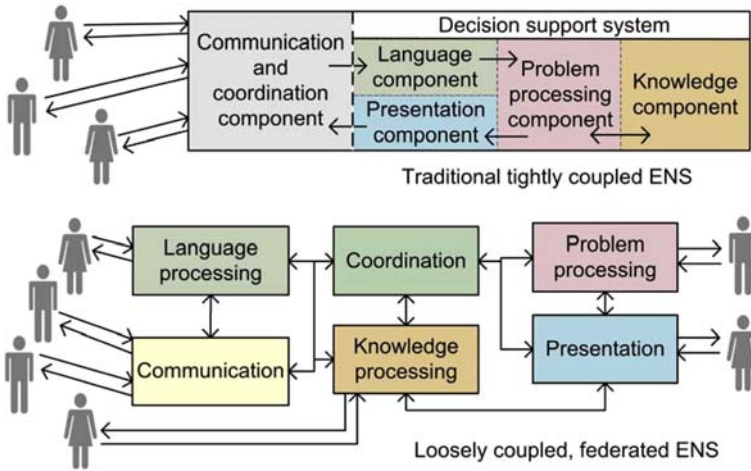 Decision support system
Communication
and
coordination
component
Language
component
Presentation
component
Problem
processing
component
Knowledge
component
Traditional tightly coupled ENS
Language
processing
Coordination
Problem
processing
Communication
Knowledge
processing
Presentation
Loosely coupled, federated ENS